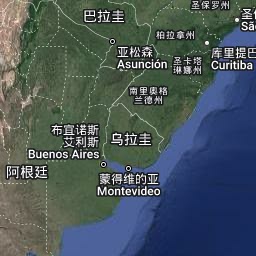 圣保罗州
巴拉圭
圣
São
柏拉拿州
亚松森
Asunción
库里提巴
Curitiba
圣卡塔
琳娜州
南里奥格
兰德州
布宜诺斯
艾利斯
Buenos Aires
乌拉圭
阿根廷
蒙得维的亚
Montevideo